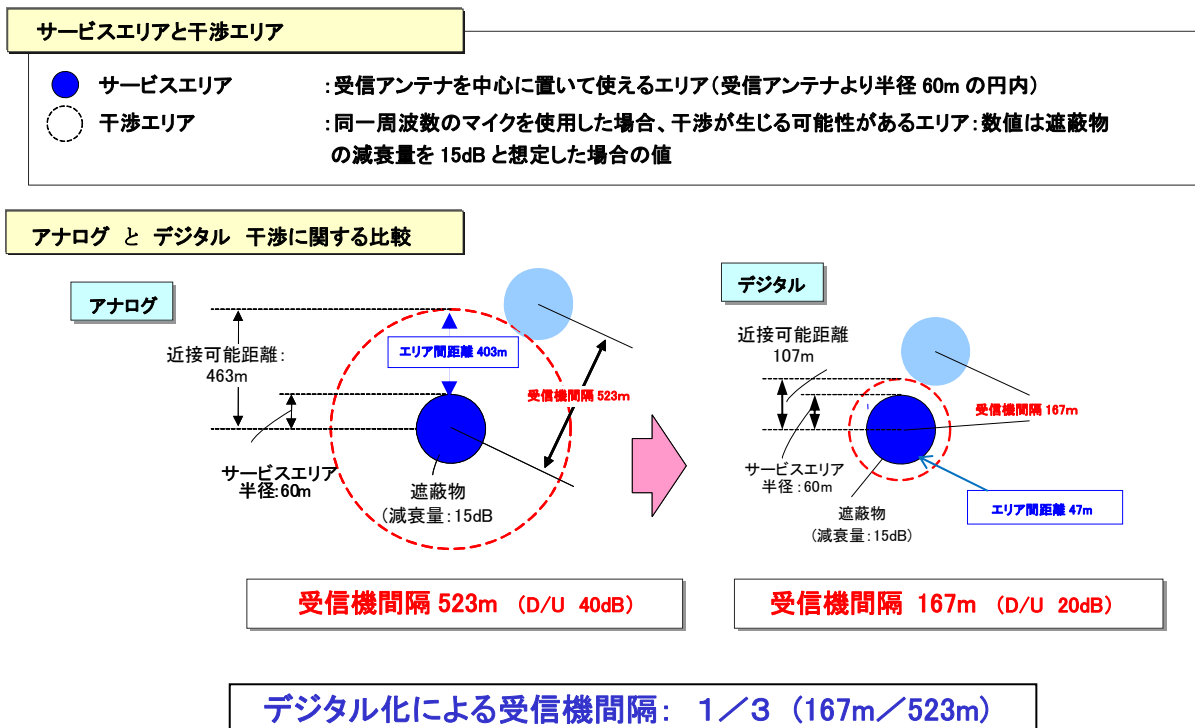 サービスエリアと干渉エリア
サービスエリア :受信アンテナを中心に置いて使えるエリア(受信アンテナより半径 60m の円内)
干渉エリア :同一周波数のマイクを使用した場合、干渉が生じる可能性があるエリア:数値は遮蔽物
の減衰量を 15dB と想定した場合の値
アナログ と デジタル 干渉に関する比較
アナログ
近接可能距離:
463m
エリア間距離 403m
受信機間隔 523m
サービスエリア
半径:60m
遮蔽物
(減衰量:15dB
デジタル
近接可能距離
107m
受信機間隔 167m
サービスエリア
半径:60m
エリア間距離 47m
遮蔽物
(減衰量:15dB)
受信機間隔 523m (D/U 40dB)
受信機間隔 167m (D/U 20dB)
デジタル化による受信機間隔: 1/3 (167m/523m)